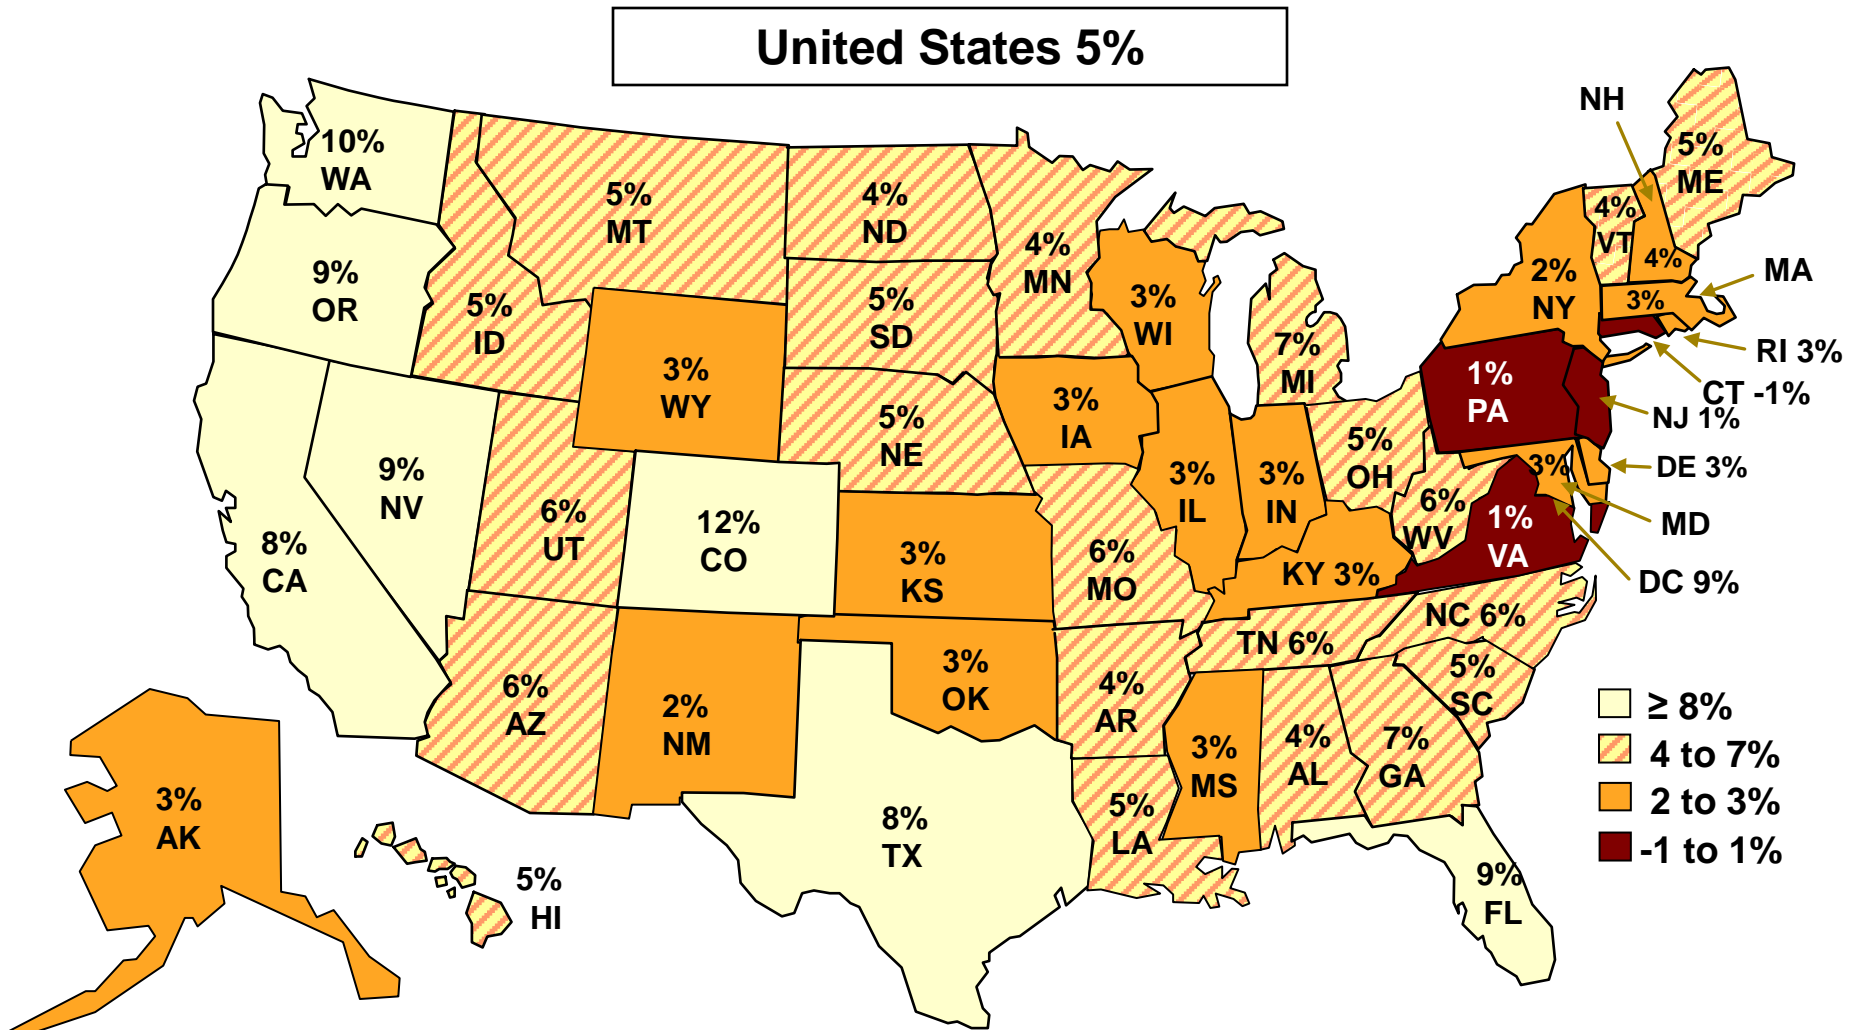 United States 5%
NH
10%
WA
5%
ME
5%
MT
4%
ND
4%
VT
4%
MN
4%
9%
OR
2%
NY
MA
5%
ID
5%
SD
3%
WI
3%
7%
MI
RI 3%
3%
WY
1%
PA
CT -1%
3%
IA
NJ 1%
5%
NE
5%
OH
3%
DE 3%
9%
NV
3%
IL
3%
IN
6%
WV
6%
UT
12%
CO
1%
VA
MD
8%
CA
3%
KS
6%
MO
KY 3%
DC 9%
NC 6%
TN 6%
3%
OK
5%
SC
6%
AZ
2%
NM
4%
AR
3%
MS
4%
AL
7%
GA
≥ 8%
4 to 7%
2 to 3%
-1 to 1%
3%
AK
8%
TX
5%
LA
5%
HI
9%
FL